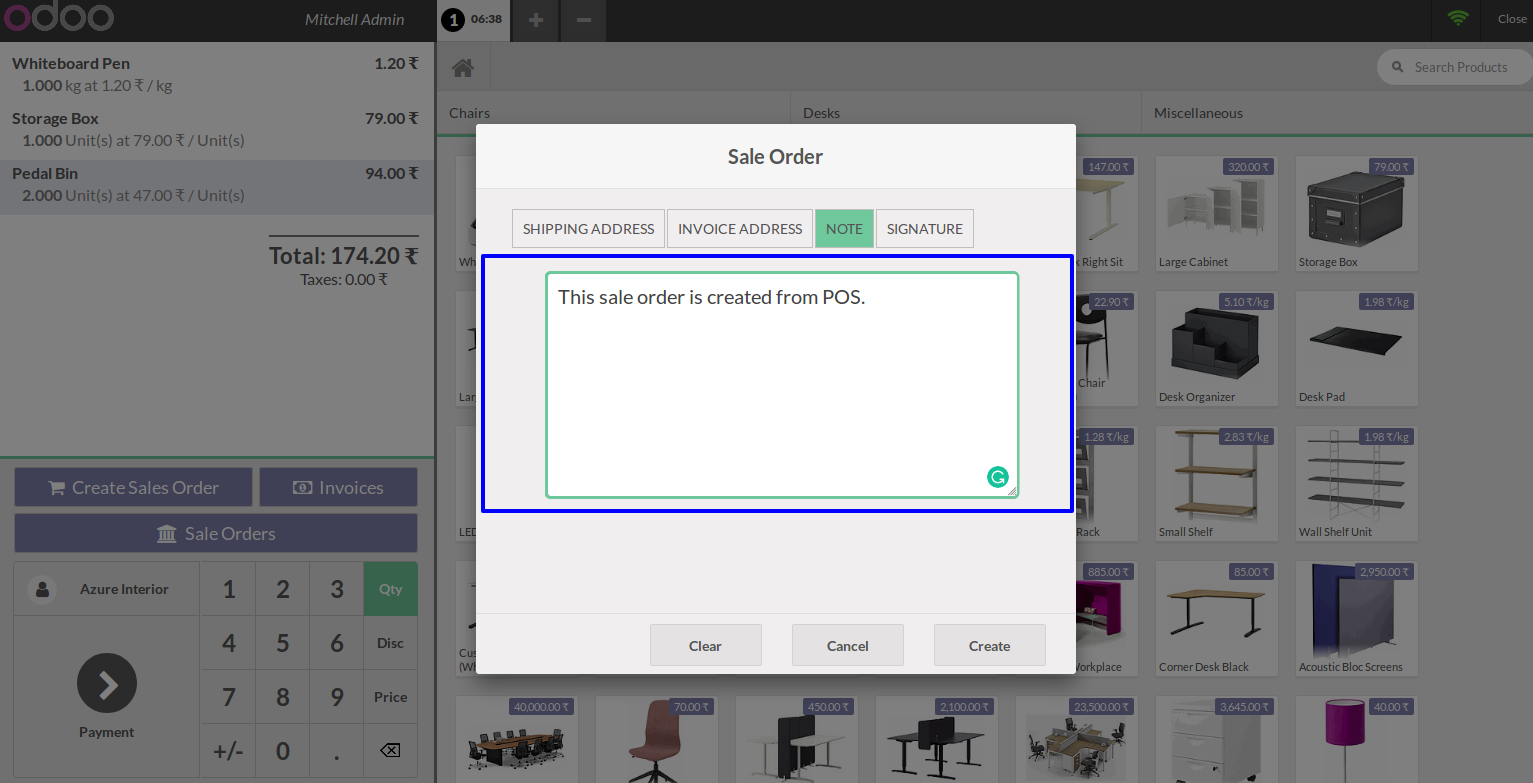 odoo
Mitchell Admin
1 06:38
Close
Whiteboard Pen 1.20 ₹
1.000 kg at 1.20 ₹ / kg
Storage Box 79.00 ₹
1.000 Unit(s) at 79.00 ₹ / Unit(s)
Pedal Bin 94.00 ₹
2.000 Unit(s) at 47.00 ₹ / Unit(s)
Total: 174.20 ₹
Taxes: 0.00 ₹
Create Sales Order
Invoices
Sale Orders
Azure Interior
1 2 3 Qty
4 5 6 Disc
7 8 9 Price
+/- 0 .
Payment
Search Products
Chairs Desks Miscellaneous
Sale Order
SHIPPING ADDRESS INVOICE ADDRESS NOTE SIGNATURE
This sale order is created from POS.
Clear Cancel Create
147.00 ₹ 320.00 ₹ 79.00 ₹
Right Sit Large Cabinet Storage Box
22.90 ₹ 5.10 ₹/kg 1.98 ₹/kg
Chair Desk Organizer Desk Pad
1.28 ₹/kg 2.83 ₹/kg 1.98 ₹/kg
LED
Rack Small Shelf Wall Shelf Unit
885.00 ₹ 85.00 ₹ 2,950.00 ₹
Corner Desk Black Acoustic Bloc Screens
40,000.00 ₹ 70.00 ₹ 450.00 ₹ 2,100.00 ₹ 23,500.00 ₹ 3,645.00 ₹ 40.00 ₹